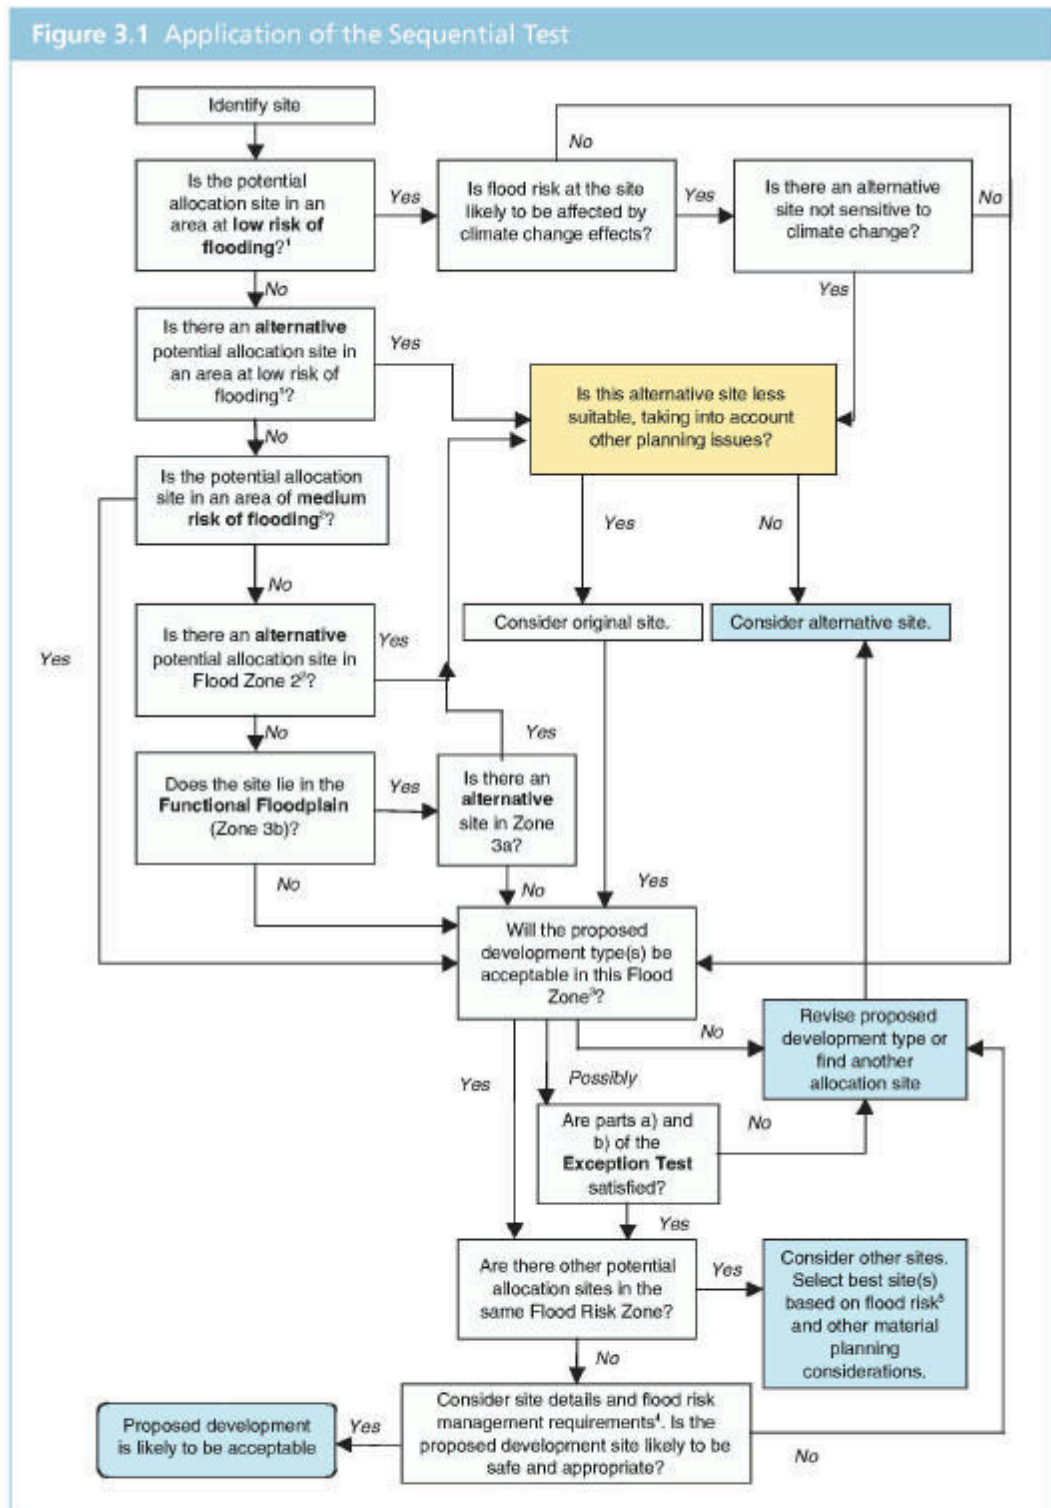 Figure 3.1 Application of the Sequential Test
Identify site
No
Is the potential
allocation site in an
area at low risk of
flooding?¹
Yes
Is flood risk at the site
likely to be affected by
climate change effects?
Yes
Is there an alternative
site not sensitive to
climate change?
No
No
Yes
Is there an alternative
potential allocation site in
an area at low risk of
flooding¹?
Yes
Is this alternative site less
suitable, taking into account
other planning issues?
No
Is the potential allocation
site in an area of medium
risk of flooding²?
Yes
No
No
Consider original site.
Consider alternative site.
Is there an alternative
potential allocation site in
Flood Zone 2²?
Yes
Yes
No
Yes
Does the site lie in the
Functional Floodplain
(Zone 3b)?
Yes
Is there an
alternative
site in Zone
3a?
No
No
Yes
Will the proposed
development type(s) be
acceptable in this Flood
Zone³?
No
Revise proposed
development type or
find another
allocation site
Yes
Possibly
Are parts a) and
b) of the
Exception Test
satisfied?
No
Yes
Are there other potential
allocation sites in the
same Flood Risk Zone?
Yes
Consider other sites.
Select best site(s)
based on flood risk⁵
and other material
planning
considerations.
No
Consider site details and flood risk
management requirements⁴. Is the
proposed development site likely to be
safe and appropriate?
Yes
Proposed development
is likely to be acceptable
No